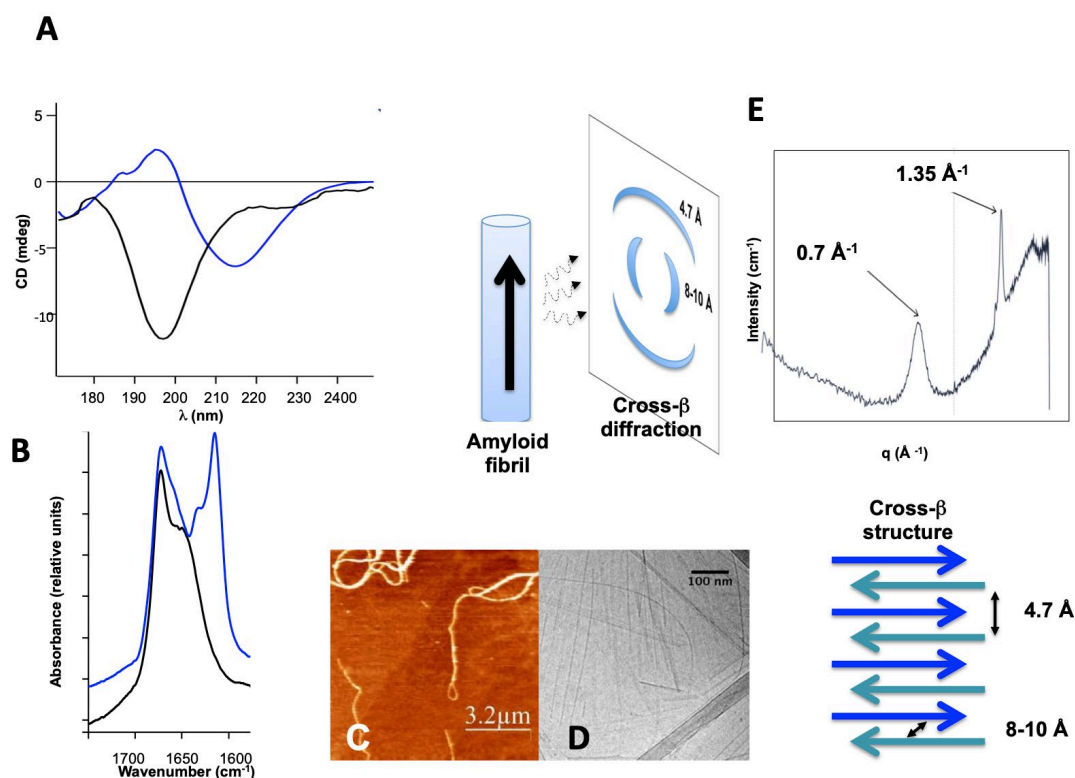 A
5
0
-5
-10
CD (mdeg)
180 190 200 210 220 230 2400
λ (nm)
B
Absorbance (relative units)
1700 1650 1600
Wavenumber (cm-1)
Amyloid
fibril
4.7 Å
8-10 Å
Cross-β
diffraction
E
1.35 Å-1
0.7 Å-1
Intensity (cm-1)
q (Å -1)
C
3.2μm
D
100 nm
Cross-β
structure
4.7 Å
8-10 Å